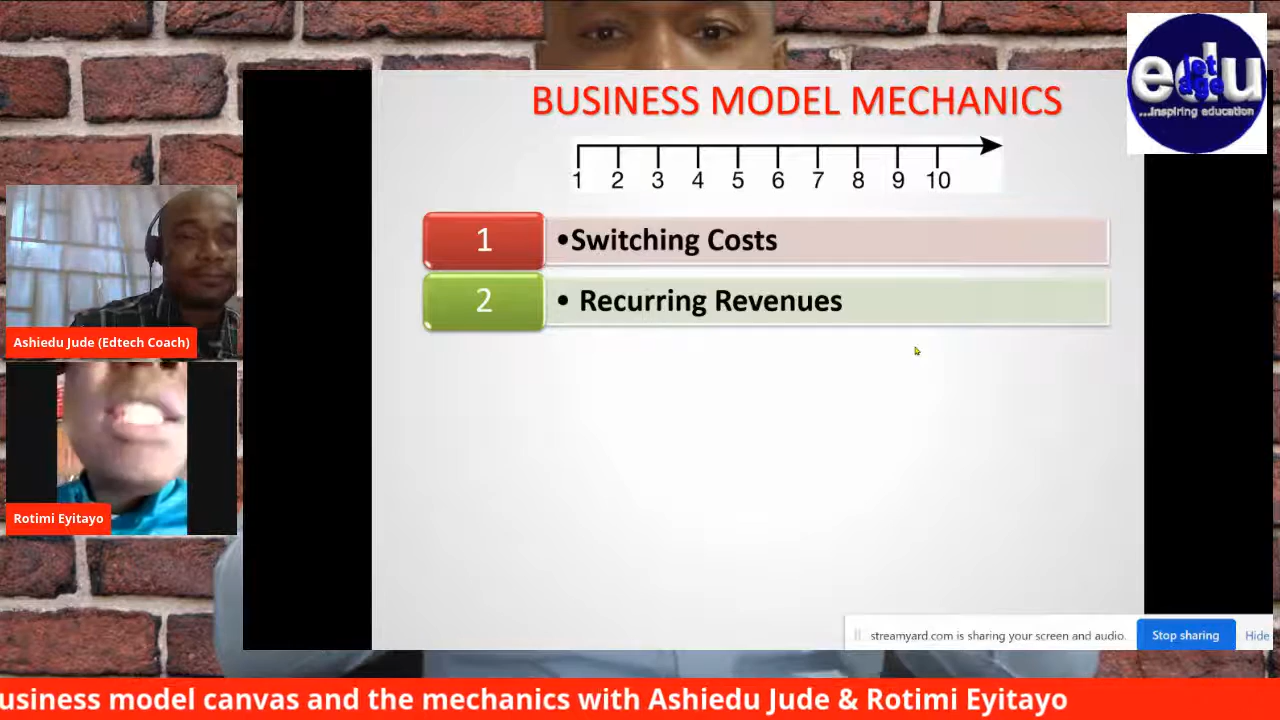 BUSINESS MODEL MECHANICS
1 2 3 4 5 6 7 8 9 10
1 •Switching Costs
2 • Recurring Revenues
edu
let
age
...inspiring education
Ashiedu Jude (Edtech Coach)
Rotimi Eyitayo
streamyard.com is sharing your screen and audio. Stop sharing Hide
usiness model canvas and the mechanics with Ashiedu Jude & Rotimi Eyitayo